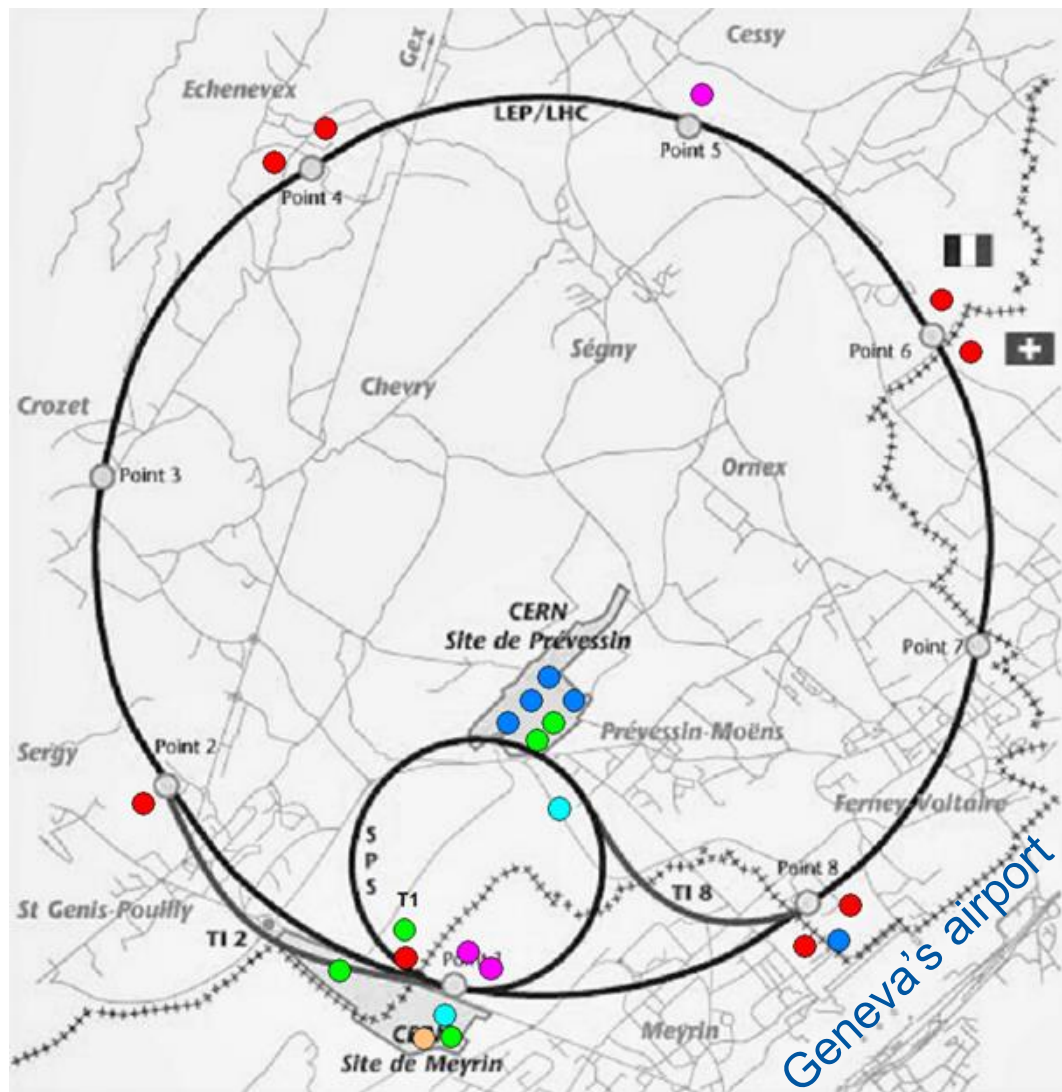 Cessy
Gex
Echenevex
LEP/LHC
Point 5
Point 4
Ségny
Point 6
Chevry
Crozet
Ornex
Point 3
CERN
Site de Prévessin
Point 7
Prévessin-Moëns
Point 2
Sergy
Ferney-Voltaire
S
P
S
Point 8
TI 8
T1
St Genis-Pouilly
TI 2
Geneva's airport
Meyrin
Site de Meyrin